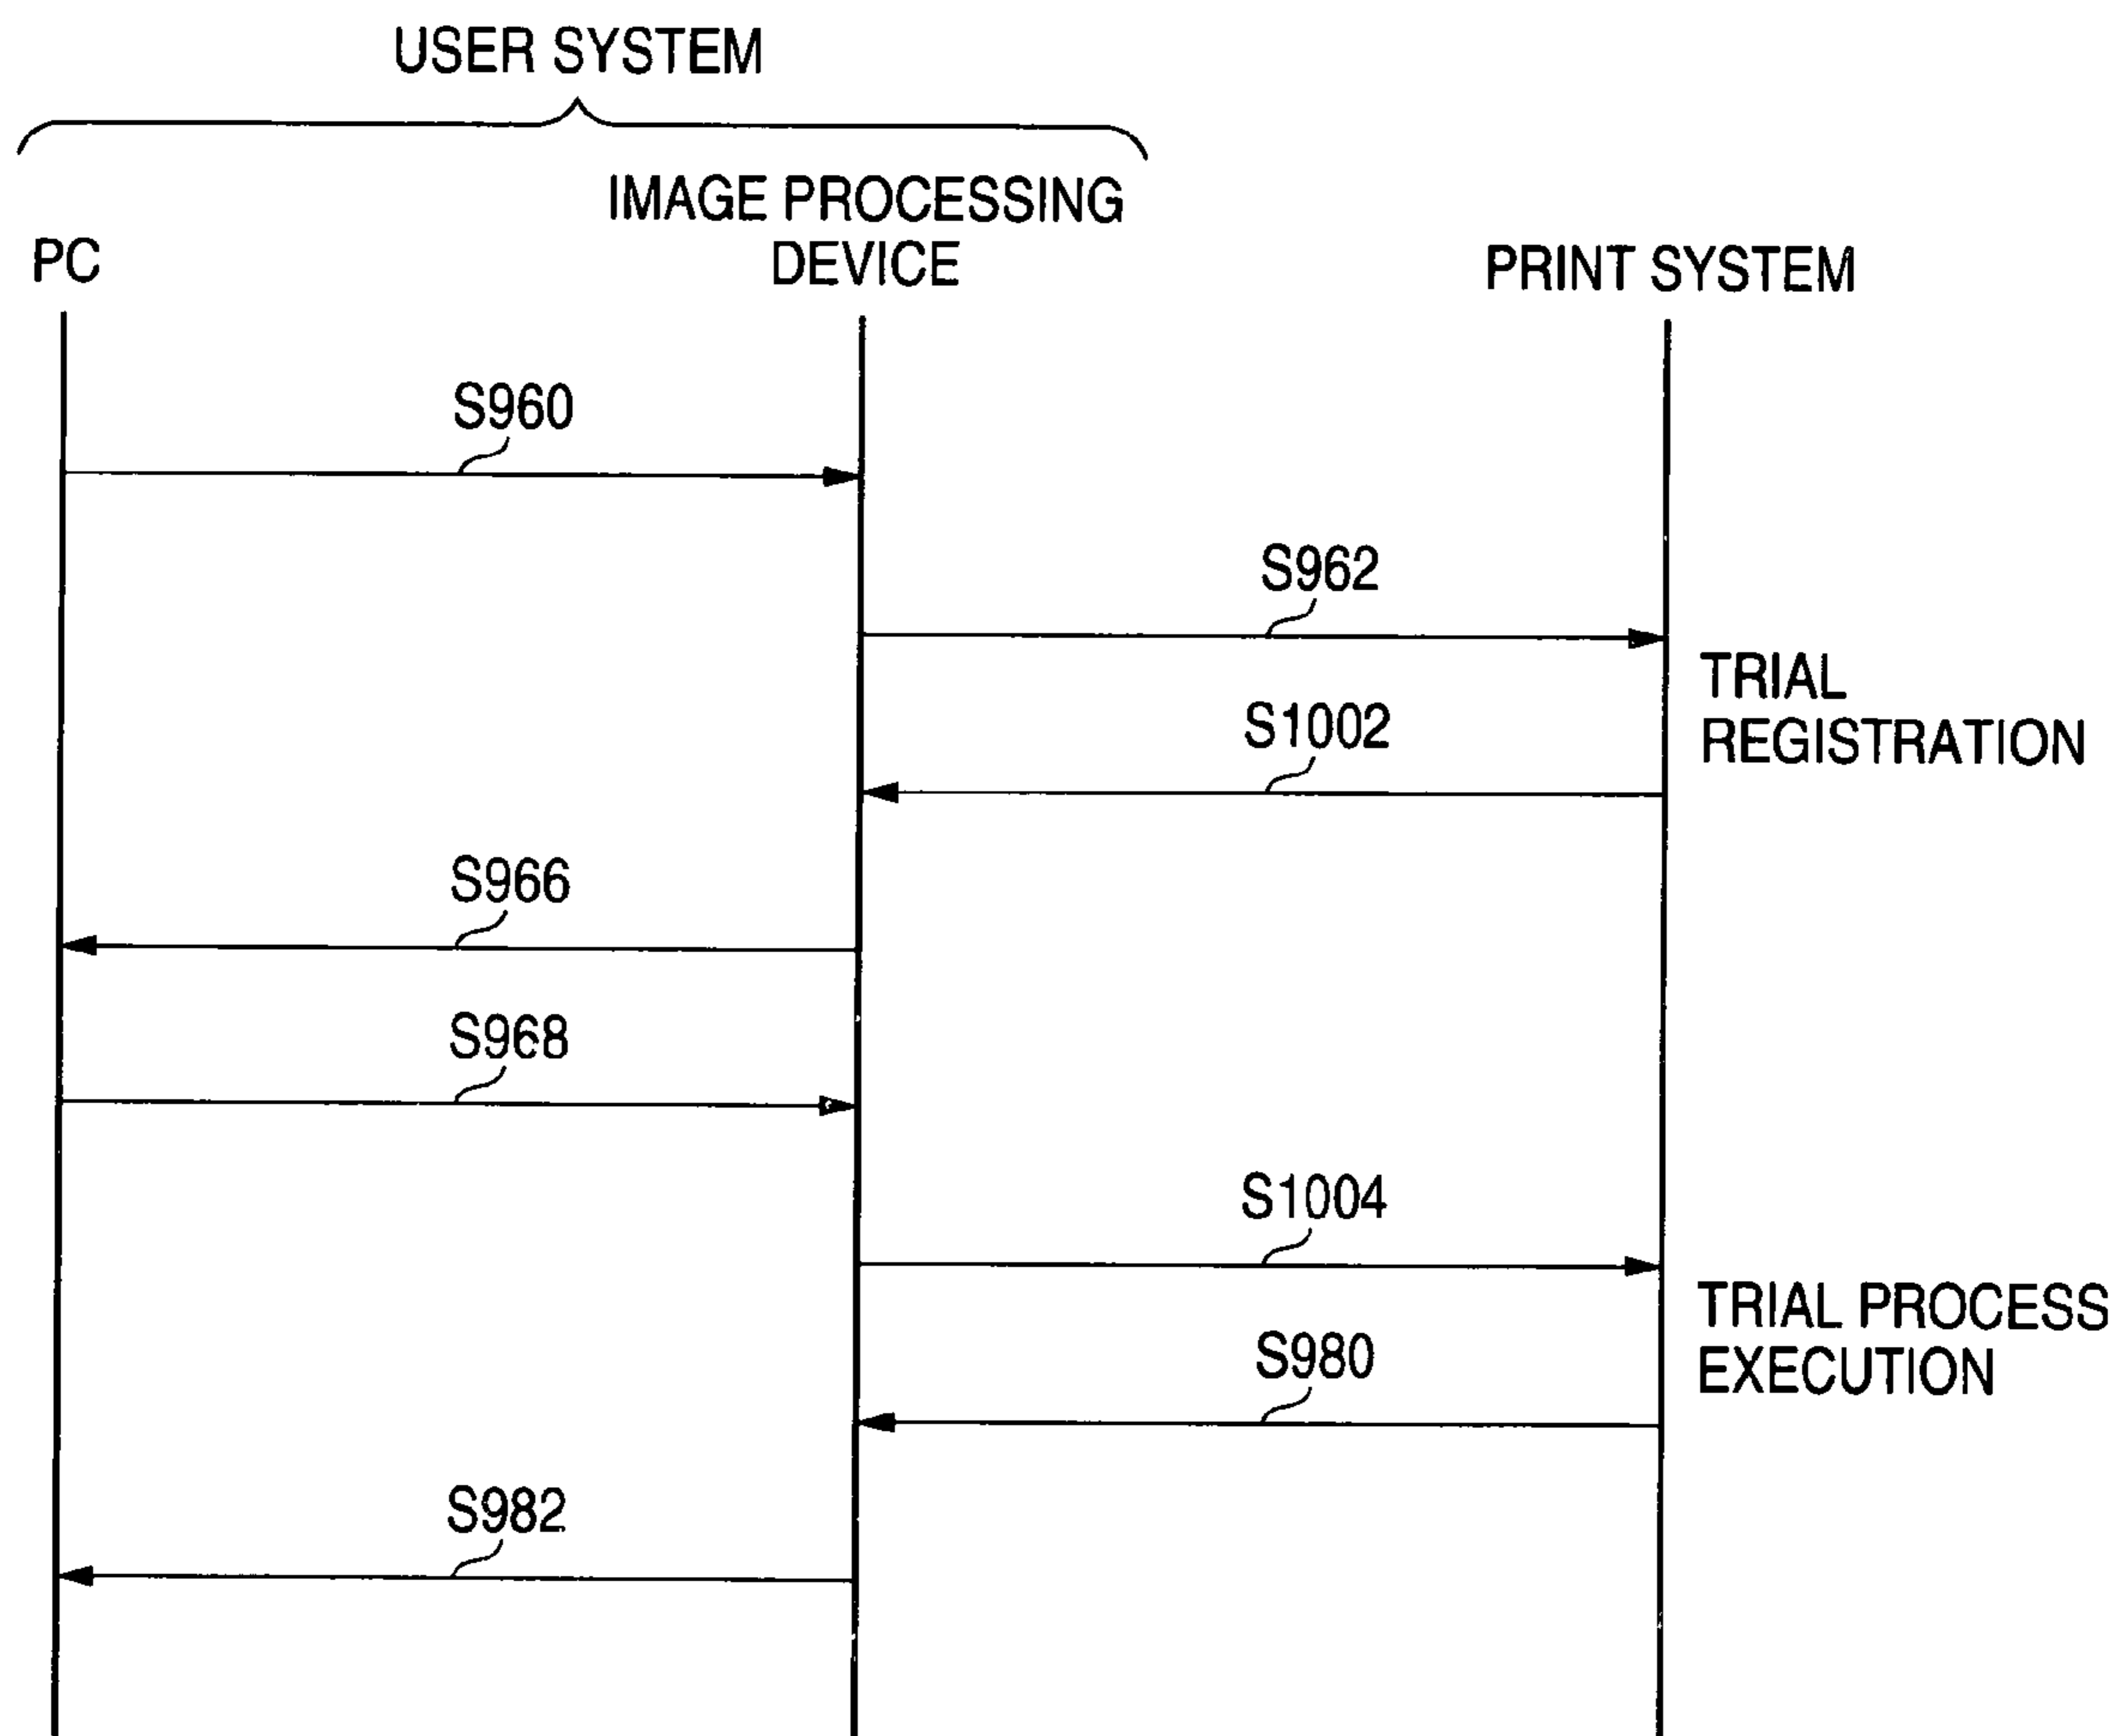 USER SYSTEM
IMAGE PROCESSING
DEVICE
PC
PRINT SYSTEM
S960
S962
TRIAL
REGISTRATION
S1002
S966
S968
S1004
TRIAL PROCESS
EXECUTION
S980
S982